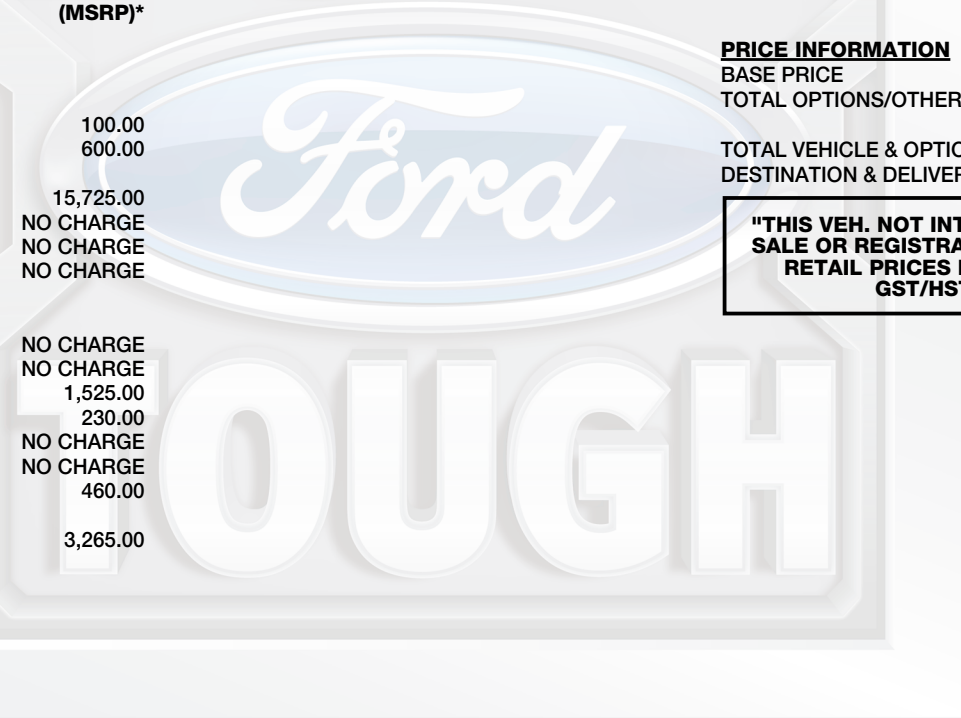 (MSRP)*
100.00
600.00
15,725.00
NO CHARGE
NO CHARGE
NO CHARGE
NO CHARGE
NO CHARGE
1,525.00
230.00
NO CHARGE
NO CHARGE
460.00
3,265.00
PRICE INFORMATION
BASE PRICE
TOTAL OPTIONS/OTHER
TOTAL VEHICLE & OPTIO
DESTINATION & DELIVER
"THIS VEH. NOT INT
SALE OR REGISTRA
RETAIL PRICES
GST/HST
Ford
TOUGH